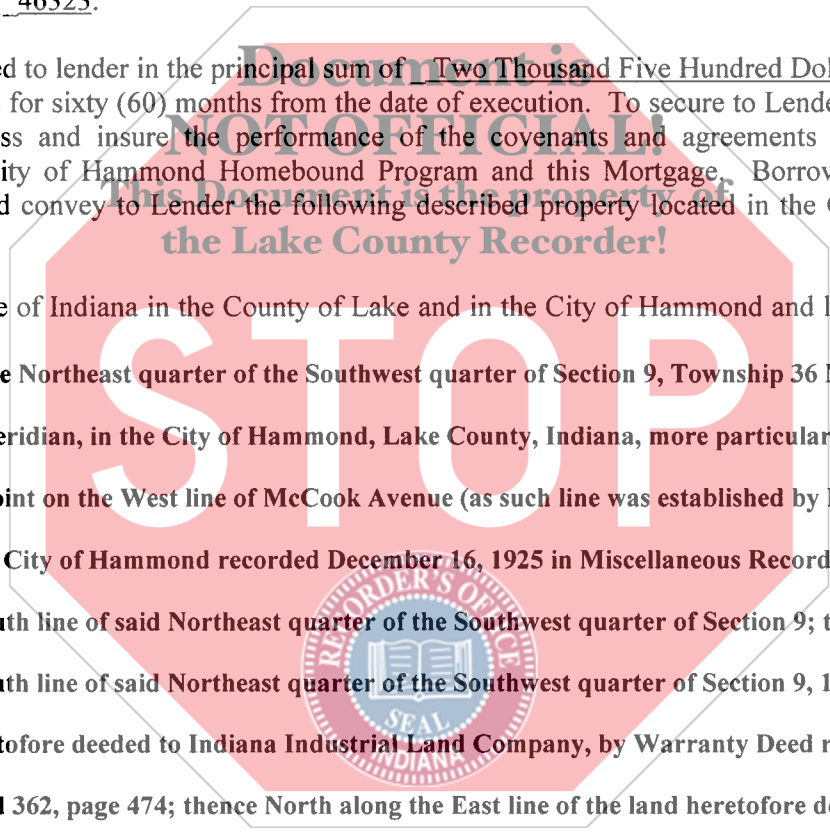 46323.
Document is
ed to lender in the principal sum of Two Thousand Five Hundred Dol
for sixty (60) months from the date of execution. To secure to Lende
NOT OFFICIAL!
ss and insure the performance of the covenants and agreements
ity of Hammond Homebound Program and this Mortgage, Borrow
This Document is the property of
d convey to Lender the following described property located in the C
the Lake County Recorder!
e of Indiana in the County of Lake and in the City of Hammond and l
STOP
e Northeast quarter of the Southwest quarter of Section 9, Township 36 N
eridian, in the City of Hammond, Lake County, Indiana, more particular
oint on the West line of McCook Avenue (as such line was established by
City of Hammond recorded December 16, 1925 in Miscellaneous Record
uth line of said Northeast quarter of the Southwest quarter of Section 9; t
uth line of said Northeast quarter of the Southwest quarter of Section 9, 1
tofore deeded to Indiana Industrial Land Company, by Warranty Deed r
d 362, page 474; thence North along the East line of the land heretofore de
RECORDER'S OFFICE
SEAL
INDIANA